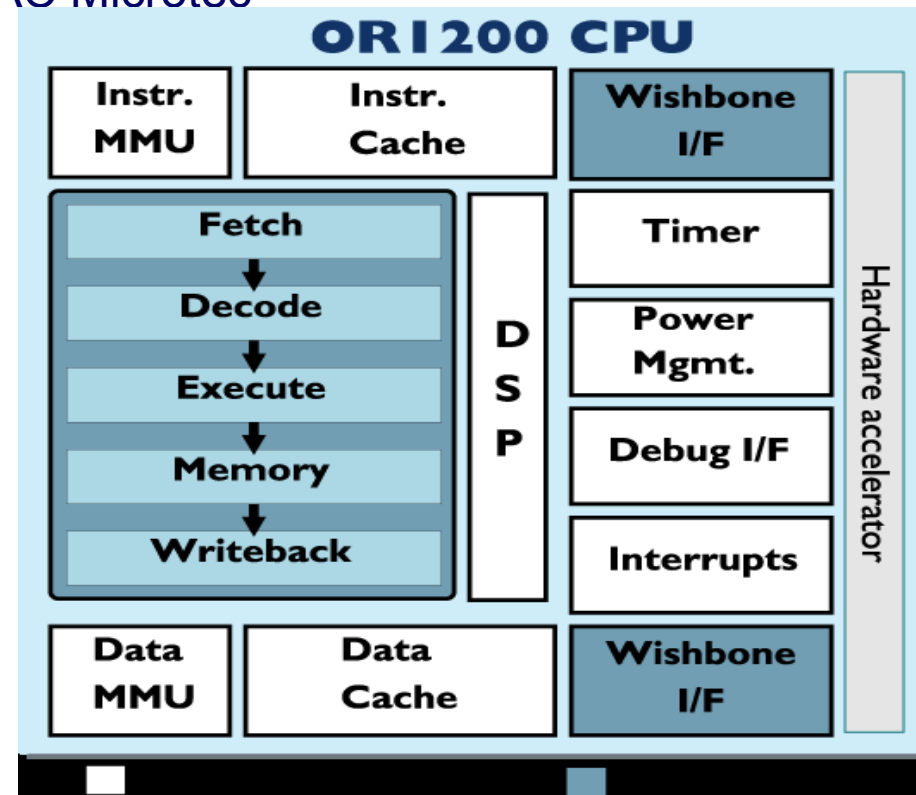 OR1200 CPU
Instr.
MMU
Instr.
Cache
Wishbone
I/F
Fetch
Decode
Execute
Memory
Writeback
D
S
P
Timer
Power
Mgmt.
Debug I/F
Interrupts
Data
MMU
Data
Cache
Wishbone
I/F
Hardware accelerator